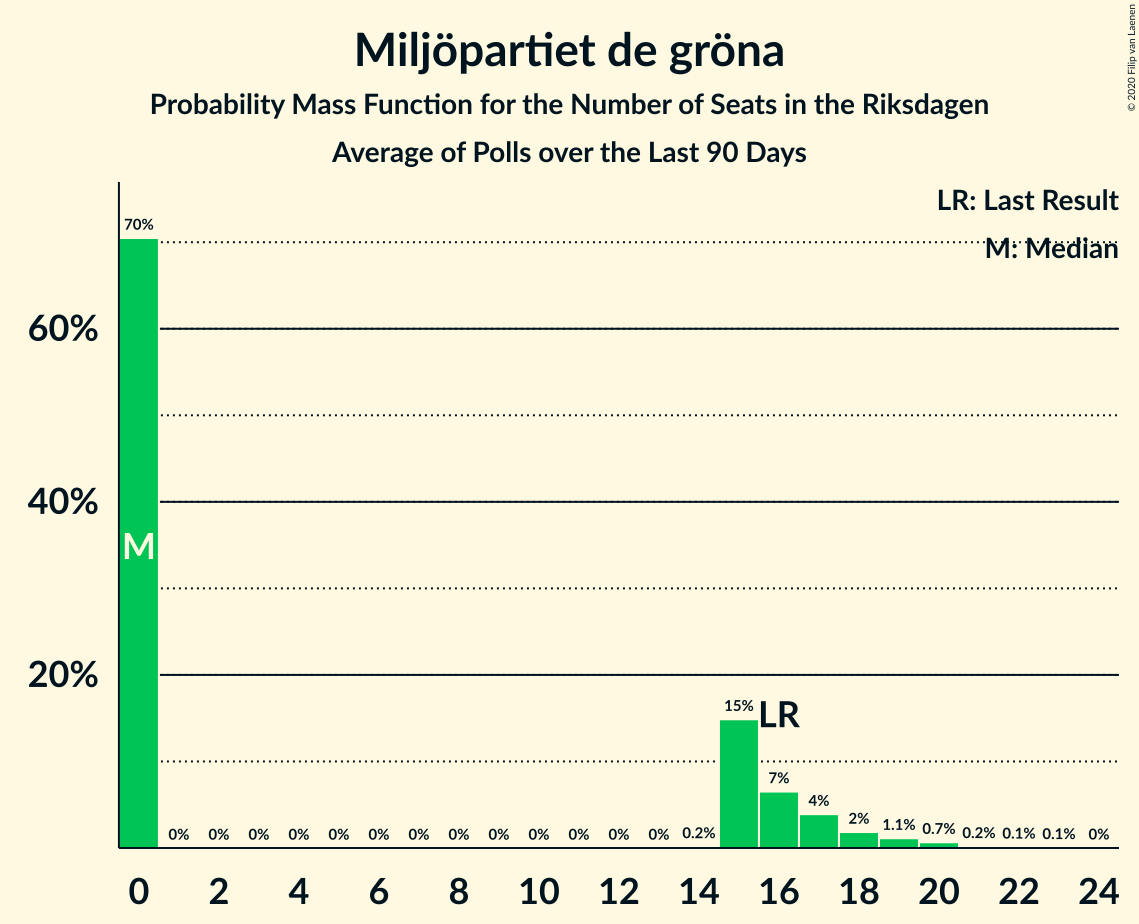 Miljöpartiet de gröna
Probability Mass Function for the Number of Seats in the Riksdagen
Average of Polls over the Last 90 Days
© 2020 Filip van Laenen
LR: Last Result
M: Median
70%
60%
40%
M
20%
15% LR
7%
4%
0% 0% 0% 0% 0% 0% 0% 0% 0% 0% 0% 0% 0% 0.2% 2% 1.1% 0.7% 0.2% 0.1% 0.1% 0%
0 2 4 6 8 10 12 14 16 18 20 22 24